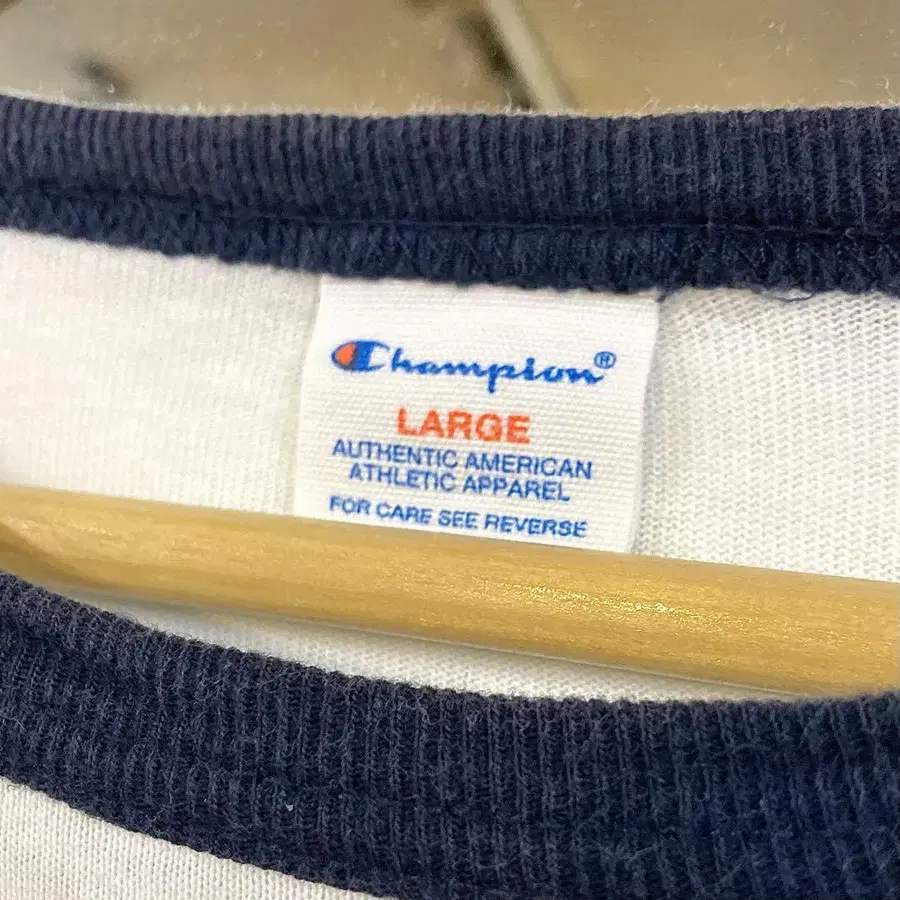 Champion®
LARGE
AUTHENTIC AMERICAN
ATHLETIC APPAREL
FOR CARE SEE REVERSE